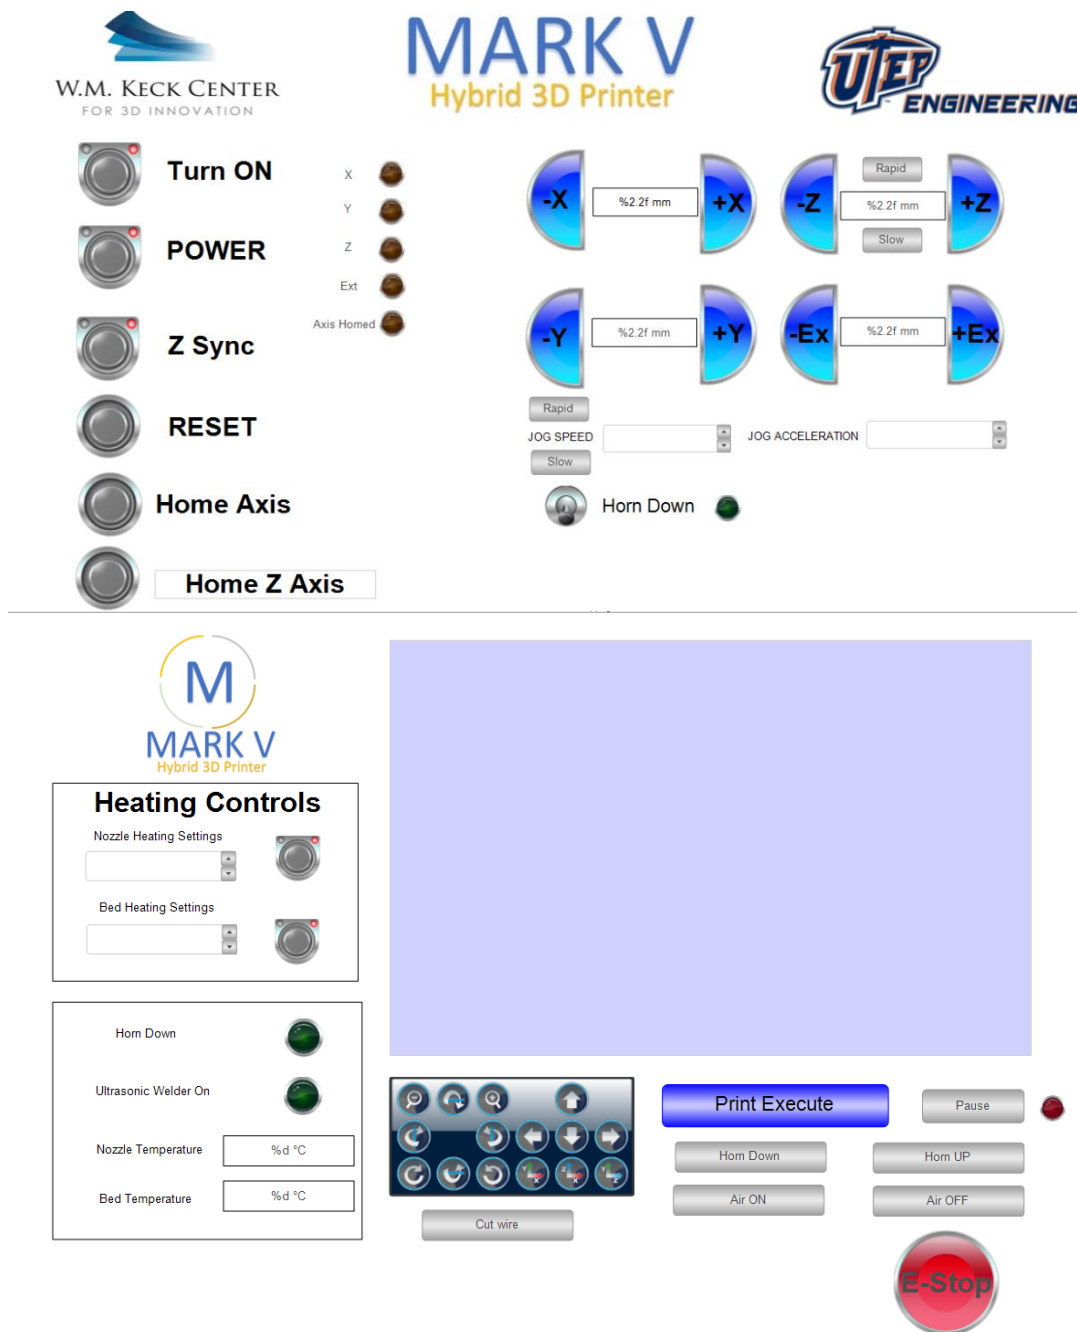 W.M. KECK CENTER
FOR 3D INNOVATION
MARK V
Hybrid 3D Printer
UTEP
ENGINEERING
Turn ON
POWER
Z Sync
RESET
Home Axis
Home Z Axis
X
Y
Z
Ext
Axis Homed
-X
%2.2f mm
+X
-Z
Rapid
%2.2f mm
Slow
+Z
-Y
%2.2f mm
+Y
-Ex
%2.2f mm
+Ex
Rapid
JOG SPEED
Slow
JOG ACCELERATION
Horn Down
M
MARK V
Hybrid 3D Printer
Heating Controls
Nozzle Heating Settings
Bed Heating Settings
Horn Down
Ultrasonic Welder On
Nozzle Temperature
%d °C
Bed Temperature
%d °C
Cut wire
Print Execute
Pause
Horn Down
Horn UP
Air ON
Air OFF
E-Stop